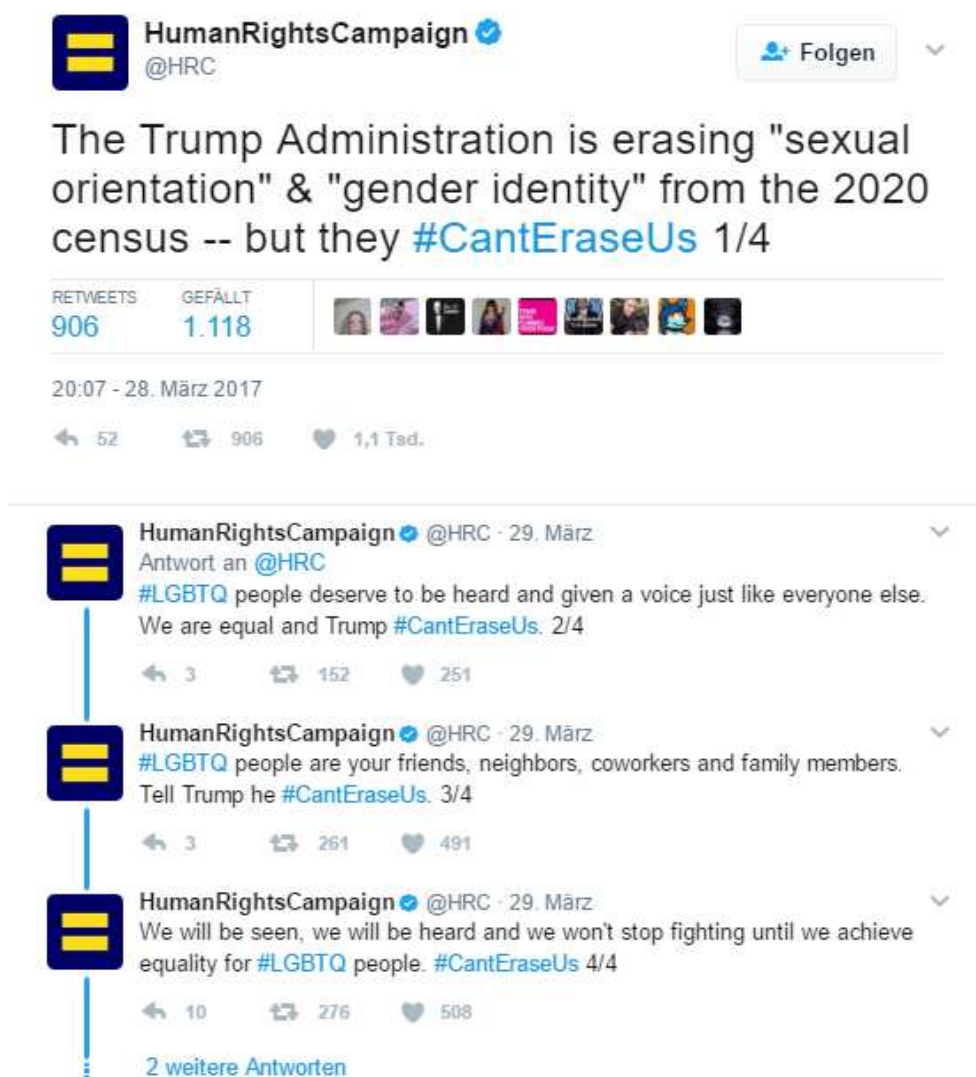 HumanRightsCampaign
@HRC
Folgen
The Trump Administration is erasing "sexual
orientation" & "gender identity" from the 2020
census -- but they #CantEraseUs 1/4
RETWEETS GEFÄLLT
906 1.118
20:07 - 28. März 2017
52 906 1,1 Tsd.
HumanRightsCampaign @HRC · 29. März
Antwort an @HRC
#LGBTQ people deserve to be heard and given a voice just like everyone else.
We are equal and Trump #CantEraseUs. 2/4
3 152 251
HumanRightsCampaign @HRC · 29. März
#LGBTQ people are your friends, neighbors, coworkers and family members.
Tell Trump he #CantEraseUs. 3/4
3 261 491
HumanRightsCampaign @HRC · 29. März
We will be seen, we will be heard and we won't stop fighting until we achieve
equality for #LGBTQ people. #CantEraseUs 4/4
10 276 508
2 weitere Antworten